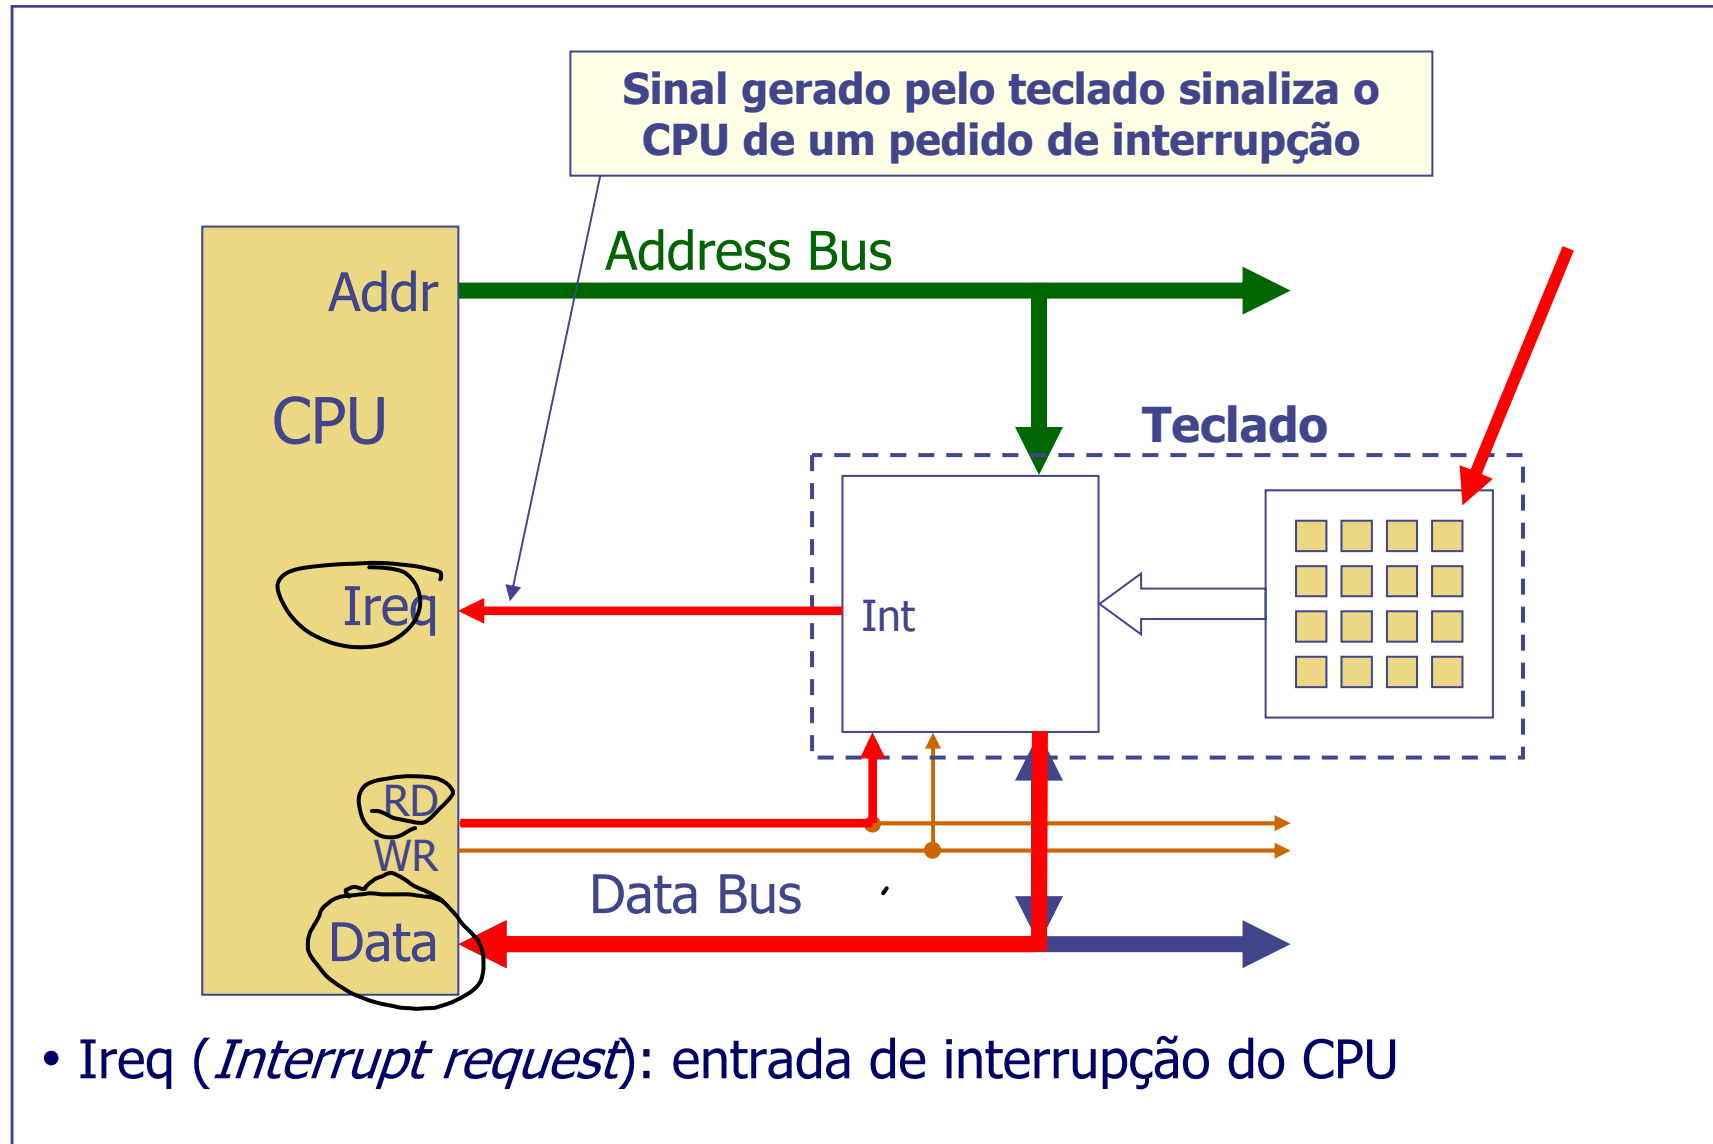 Sinal gerado pelo teclado sinaliza o
CPU de um pedido de interrupção
Address Bus
Addr
CPU
Teclado
Ireq
Int
RD
WR
Data Bus
Data
• Ireq (Interrupt request): entrada de interrupção do CPU